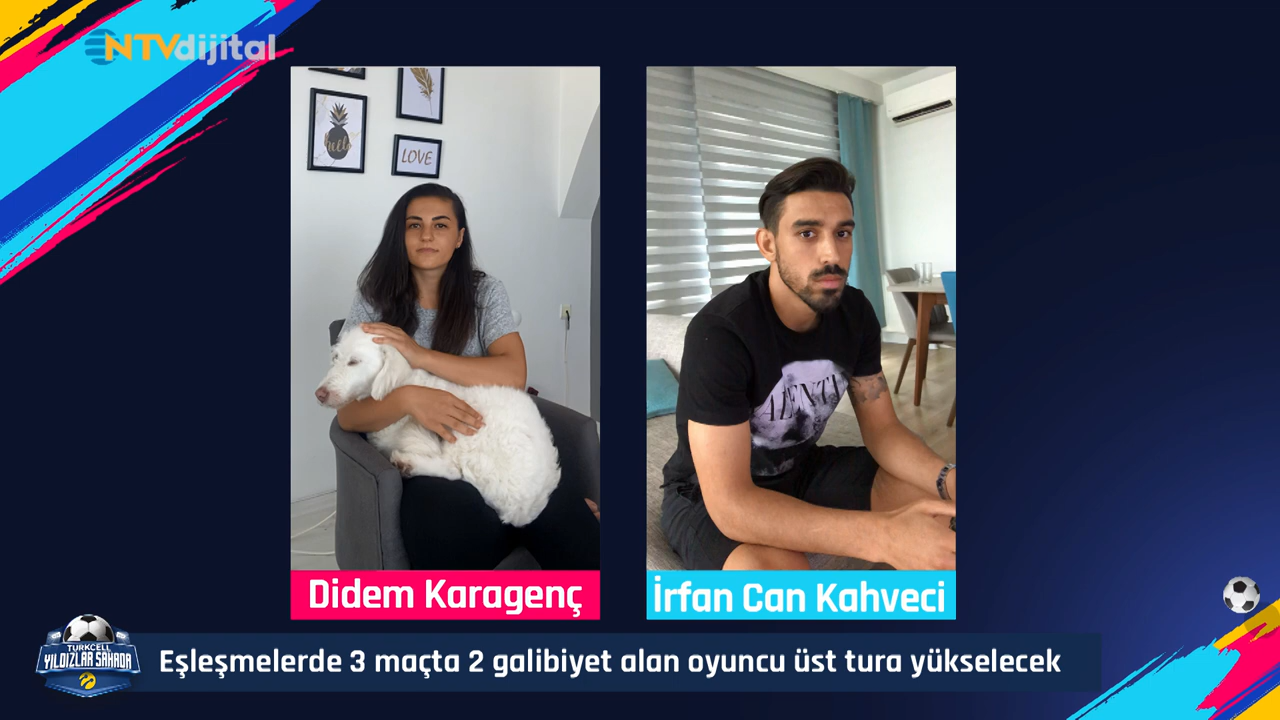 NTVdijital
hello
LOVE
Didem Karagenç
İrfan Can Kahveci
TURKCELL
YILDIZLAR SAHADA
Eşleşmelerde 3 maçta 2 galibiyet alan oyuncu üst tura yükselecek